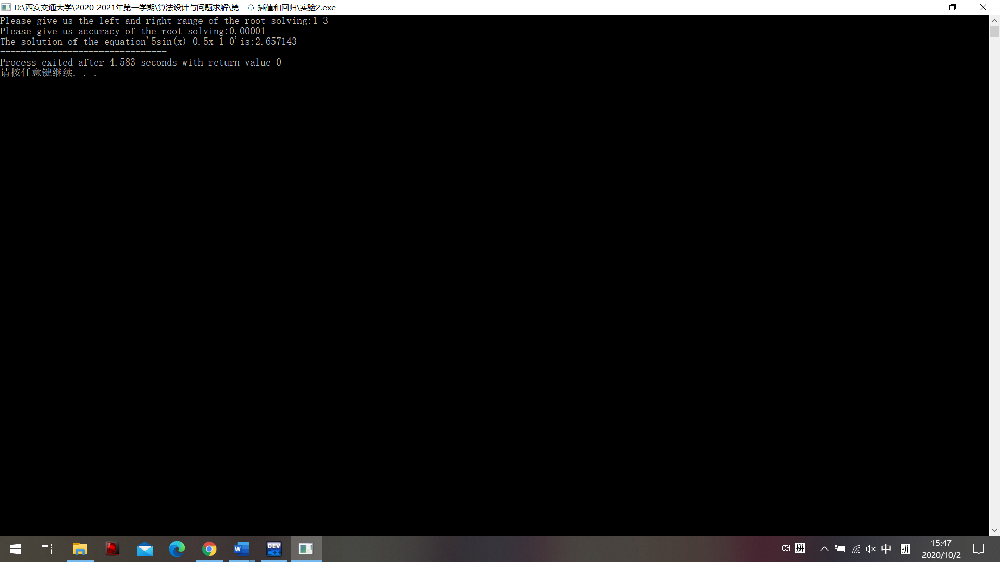 D:\西安交通大学\2020-2021年第一学期\算法设计与问题求解\第二章-插值和回归\实验2.exe
Please give us the left and right range of the root solving:1 3
Please give us accuracy of the root solving:0.00001
The solution of the equation'5sin(x)-0.5x-1=0'is:2.657143
--------------------------------
Process exited after 4.583 seconds with return value 0
请按任意键继续. . .
W
DEV
C++
CH 拼 中 拼
15:47
2020/10/2